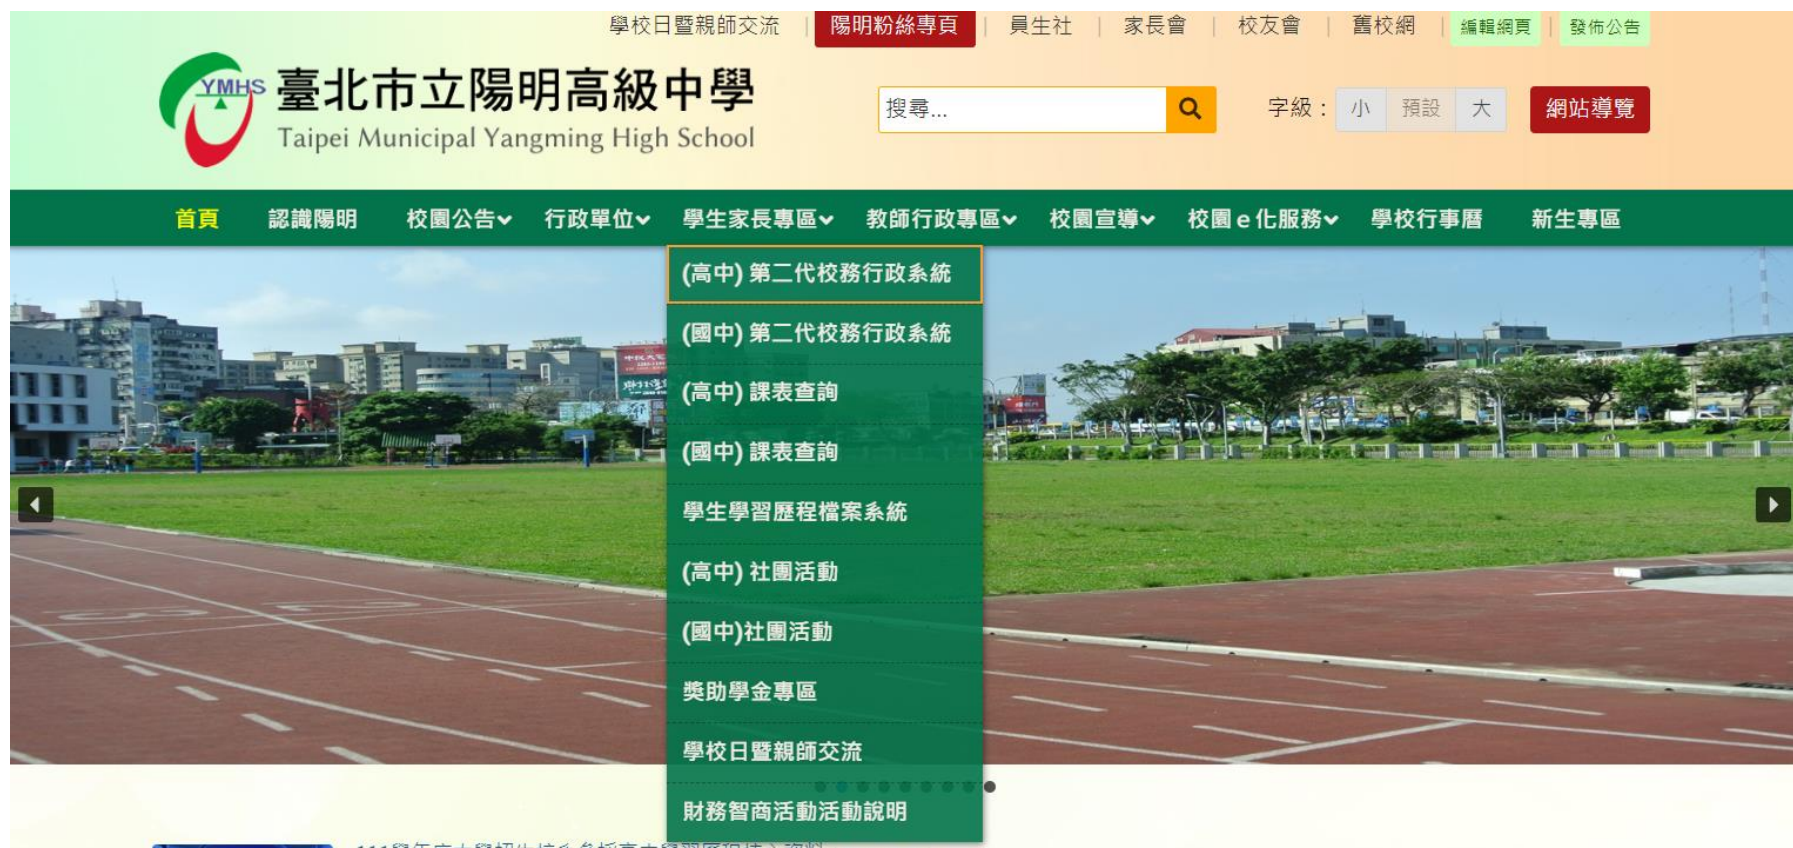 學校日暨親師交流 | 陽明粉絲專頁 | 員生社 | 家長會 | 校友會 | 舊校網 | 編輯網頁 | 發佈公告
YMHS
臺北市立陽明高級中學
Taipei Municipal Yangming High School
搜尋...
字級： 小 預設 大
網站導覽
首頁 認識陽明 校園公告 行政單位 學生家長專區 教師行政專區 校園宣導 校園e化服務 學校行事曆 新生專區
(高中) 第二代校務行政系統
(國中) 第二代校務行政系統
(高中) 課表查詢
(國中) 課表查詢
學生學習歷程檔案系統
(高中) 社團活動
(國中)社團活動
獎助學金專區
學校日暨親師交流
財務智商活動活動說明